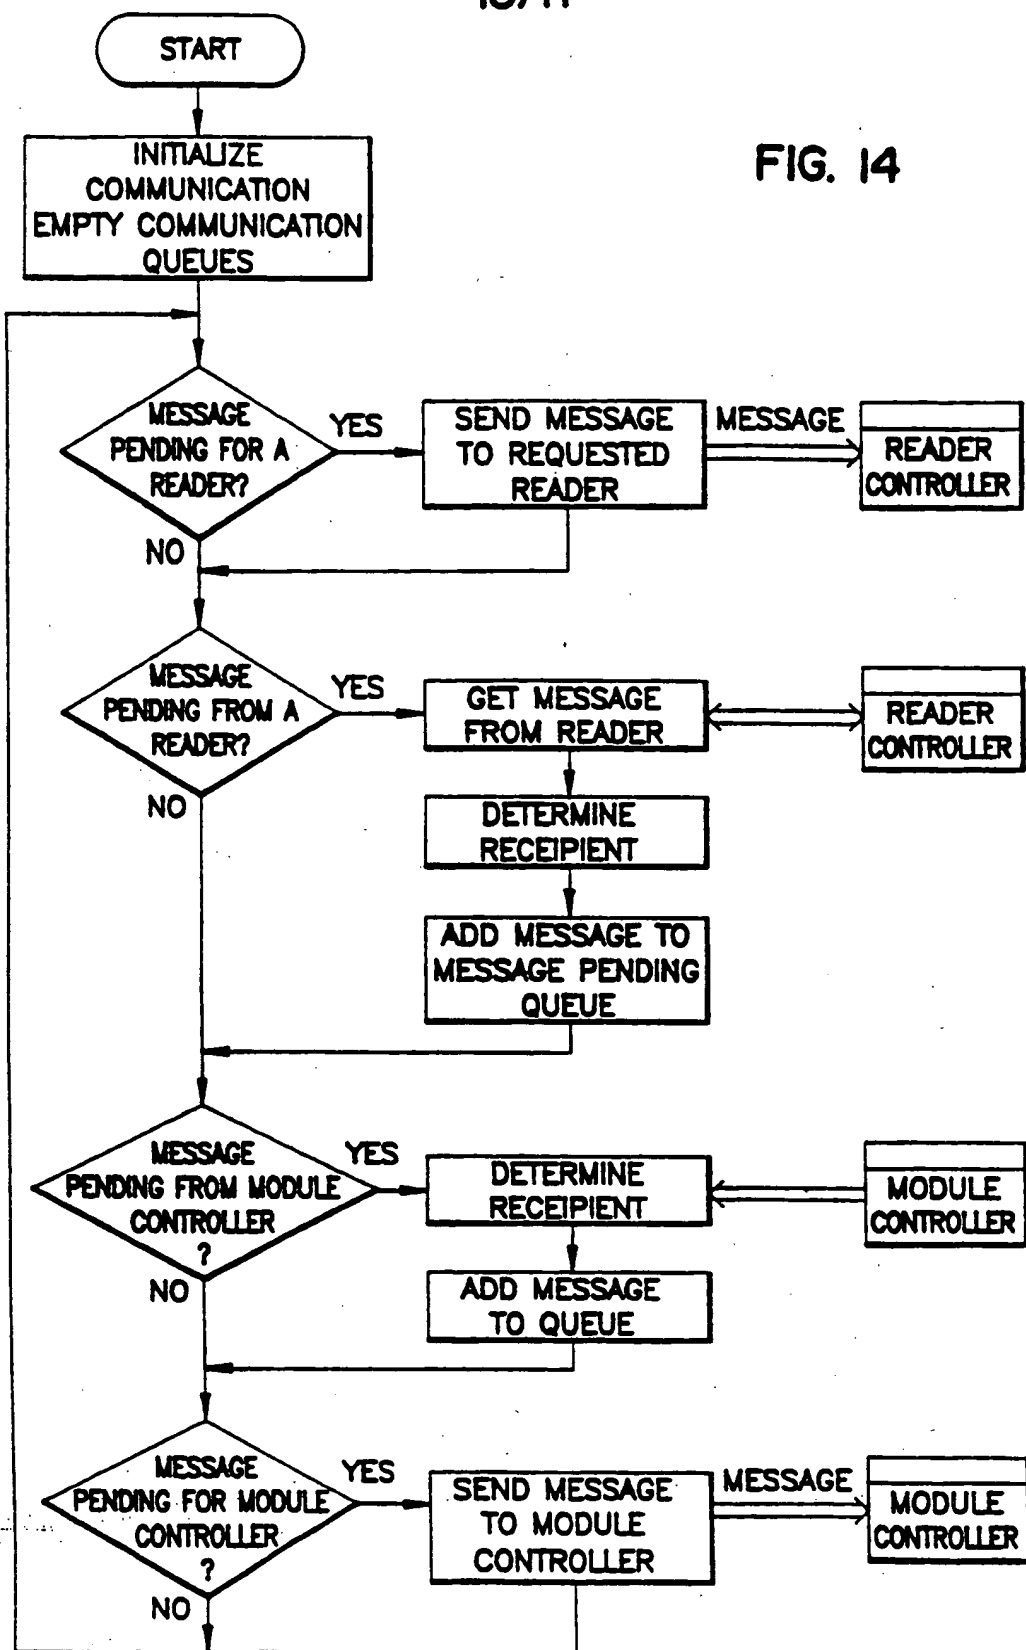 START
FIG. 14
INITIALIZE
COMMUNICATION
EMPTY COMMUNICATION
QUEUES
MESSAGE
PENDING FOR A
READER?
YES
NO
SEND MESSAGE
TO REQUESTED
READER
MESSAGE
READER
CONTROLLER
MESSAGE
PENDING FROM A
READER?
YES
NO
GET MESSAGE
FROM READER
READER
CONTROLLER
DETERMINE
RECEIPIENT
ADD MESSAGE TO
MESSAGE PENDING
QUEUE
MESSAGE
PENDING FROM MODULE
CONTROLLER
?
YES
NO
DETERMINE
RECEIPIENT
MODULE
CONTROLLER
ADD MESSAGE
TO QUEUE
MESSAGE
PENDING FOR MODULE
CONTROLLER
?
YES
NO
SEND MESSAGE
TO MODULE
CONTROLLER
MESSAGE
MODULE
CONTROLLER